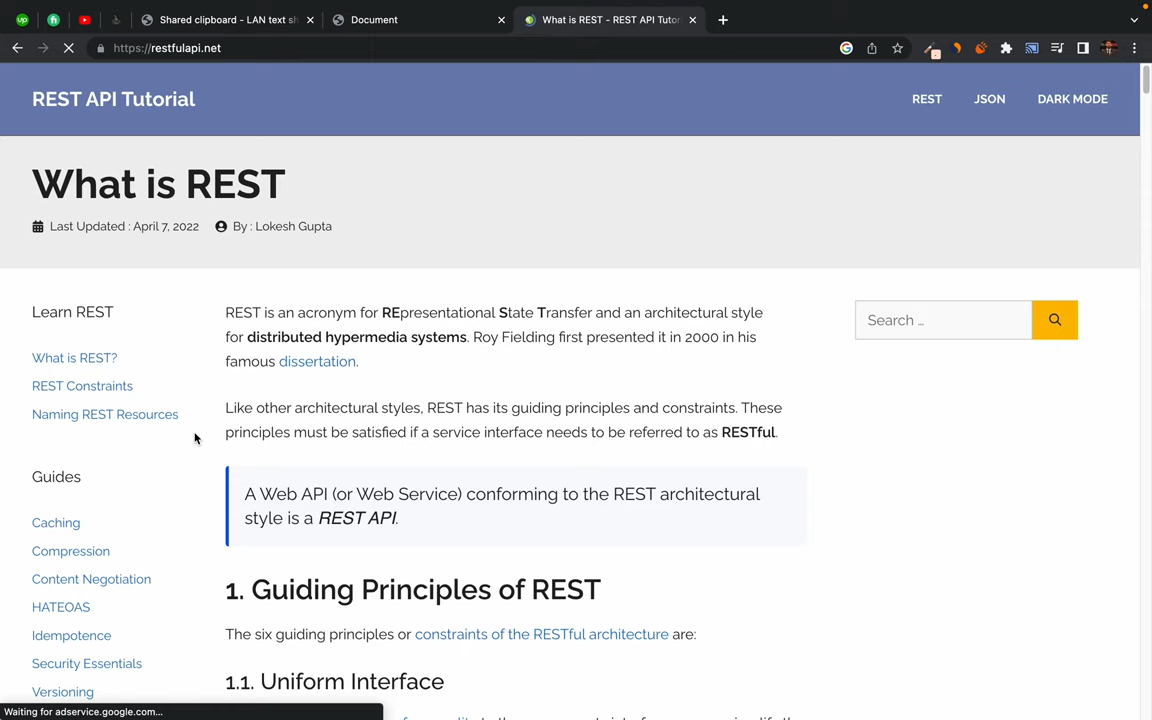 Shared clipboard - LAN text sh
Document
What is REST - REST API Tutor
https://restfulapi.net
REST API Tutorial
REST
JSON
DARK MODE
What is REST
Last Updated : April 7, 2022
By : Lokesh Gupta
Learn REST
What is REST?
REST Constraints
Naming REST Resources
Guides
Caching
Compression
Content Negotiation
HATEOAS
Idempotence
Security Essentials
Versioning
REST is an acronym for REpresentational State Transfer and an architectural style
for distributed hypermedia systems. Roy Fielding first presented it in 2000 in his
famous dissertation.
Like other architectural styles, REST has its guiding principles and constraints. These
principles must be satisfied if a service interface needs to be referred to as RESTful.
A Web API (or Web Service) conforming to the REST architectural
style is a REST API.
1. Guiding Principles of REST
The six guiding principles or constraints of the RESTful architecture are:
1.1. Uniform Interface
Search …
Waiting for adservice.google.com...